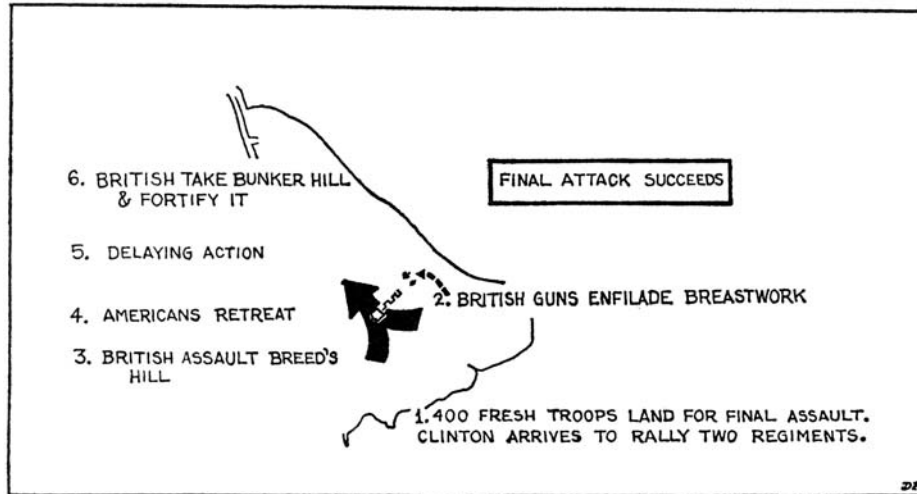 FINAL ATTACK SUCCEEDS
6. BRITISH TAKE BUNKER HILL
& FORTIFY IT
5. DELAYING ACTION
2. BRITISH GUNS ENFILADE BREASTWORK
4. AMERICANS RETREAT
3. BRITISH ASSAULT BREED'S
HILL
1. 400 FRESH TROOPS LAND FOR FINAL ASSAULT.
CLINTON ARRIVES TO RALLY TWO REGIMENTS.